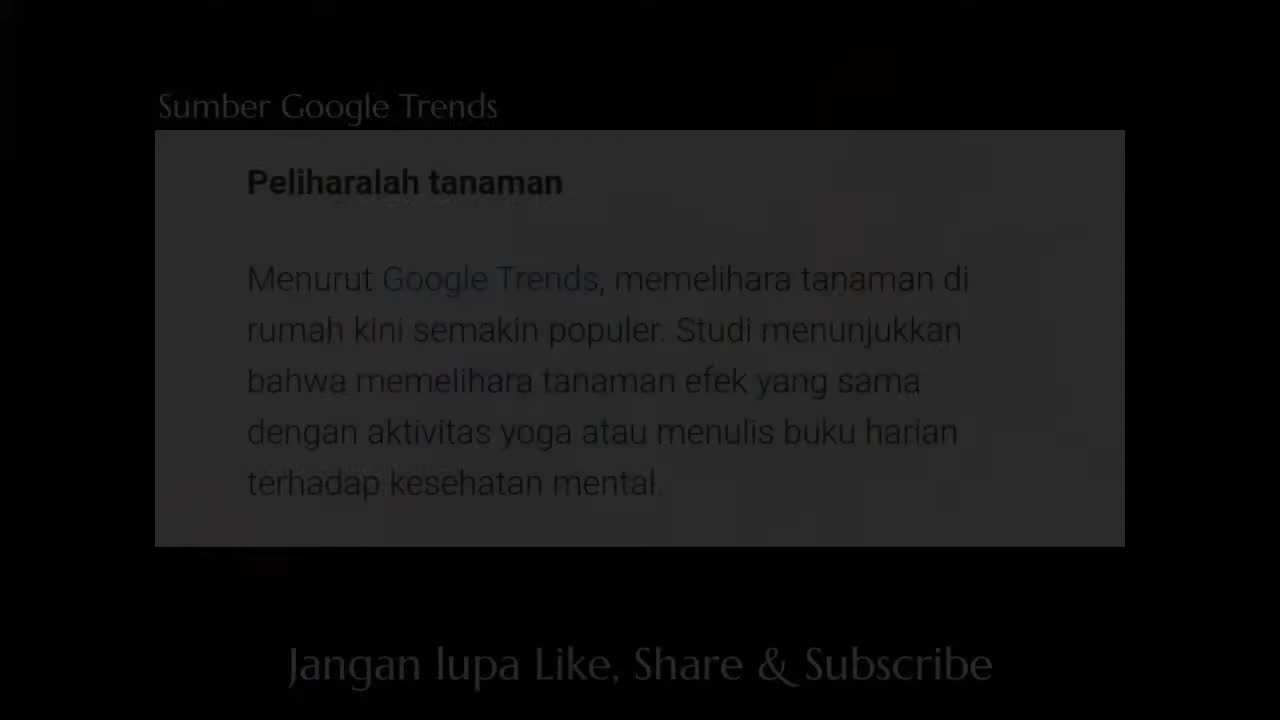 Sumber Google Trends
Peliharalah tanaman
Menurut Google Trends, memelihara tanaman di
rumah kini semakin populer. Studi menunjukkan
bahwa memelihara tanaman efek yang sama
dengan aktivitas yoga atau menulis buku harian
terhadap kesehatan mental.
Jangan lupa Like, Share & Subscribe